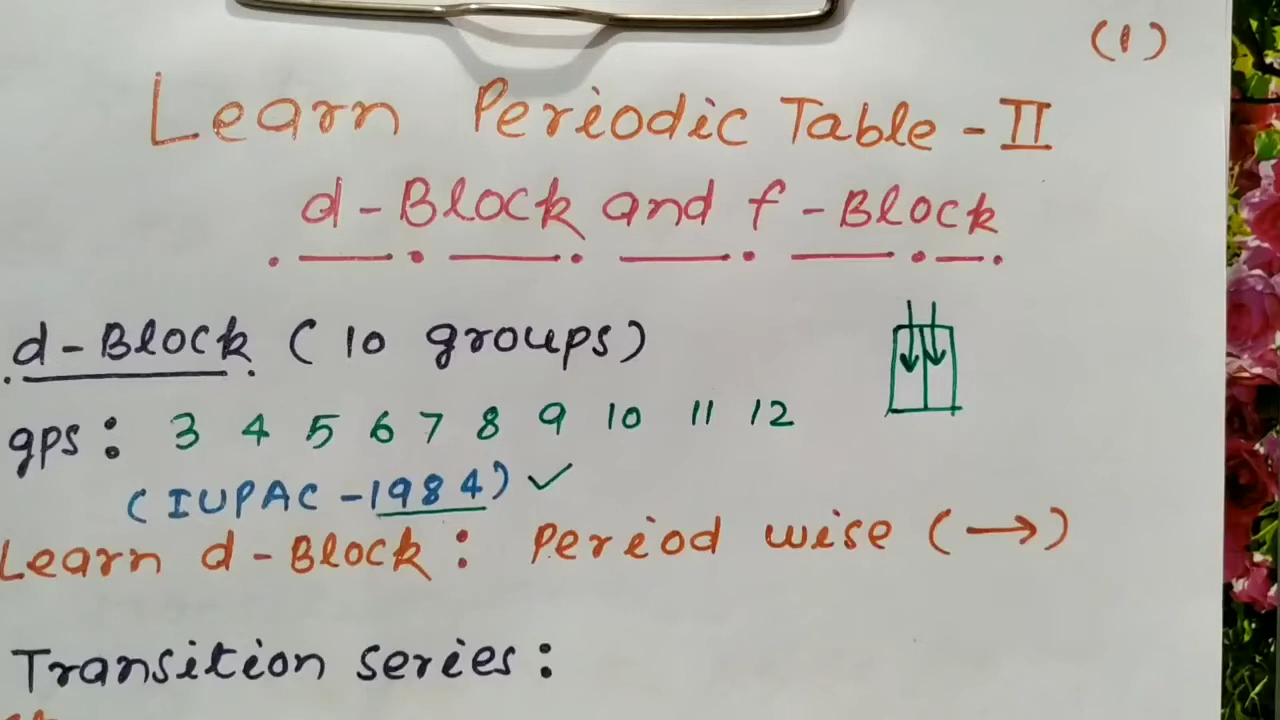 (1)
Learn Periodic Table - II
d-Block and f-Block
d-Block (10 groups)
gps: 3 4 5 6 7 8 9 10 11 12
(IUPAC - 1984) ✓
Learn d-Block: Period wise (→)
Transition series: